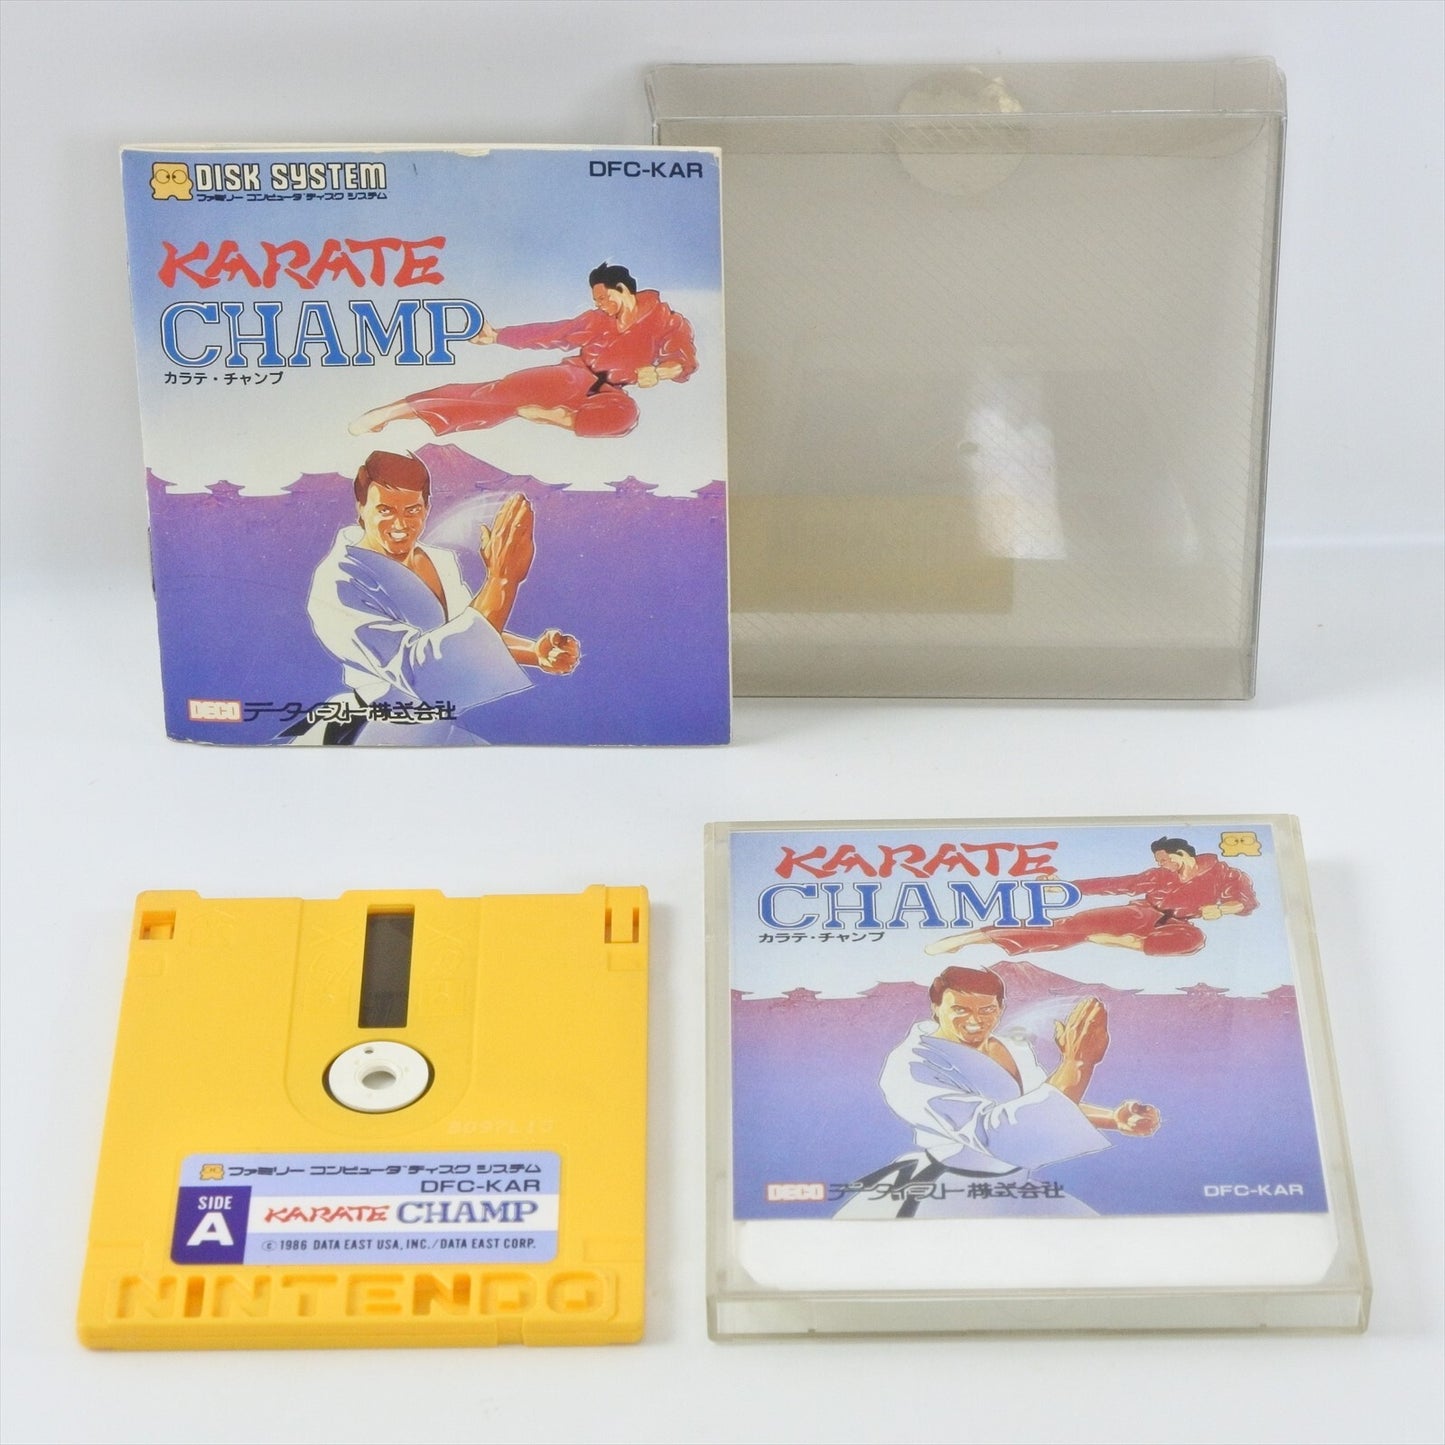 DISK SYSTEM
DFC-KAR
ファミリー コンピュータ ディスク システム
KARATE
CHAMP
カラテ・チャンプ
DECO データイースト株式会社
KARATE
CHAMP
カラテ・チャンプ
DECO データイースト株式会社
DFC-KAR
ファミリー コンピュータ ディスク システム
DFC-KAR
SIDE
A
KARATE CHAMP
© 1986 DATA EAST USA, INC./DATA EAST CORP.
NINTENDO